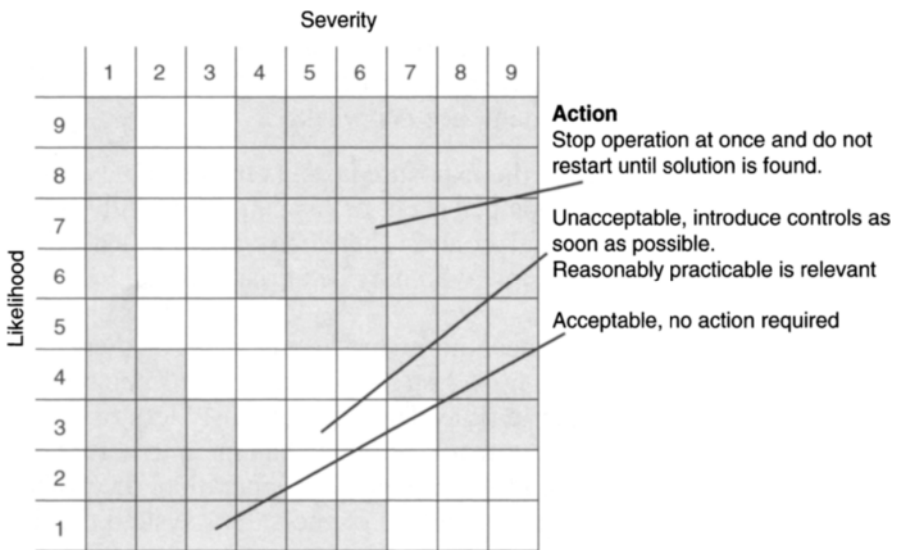 Severity
1 2 3 4 5 6 7 8 9
Likelihood
9
8
7
6
5
4
3
2
1
Action
Stop operation at once and do not
restart until solution is found.
Unacceptable, introduce controls as
soon as possible.
Reasonably practicable is relevant
Acceptable, no action required